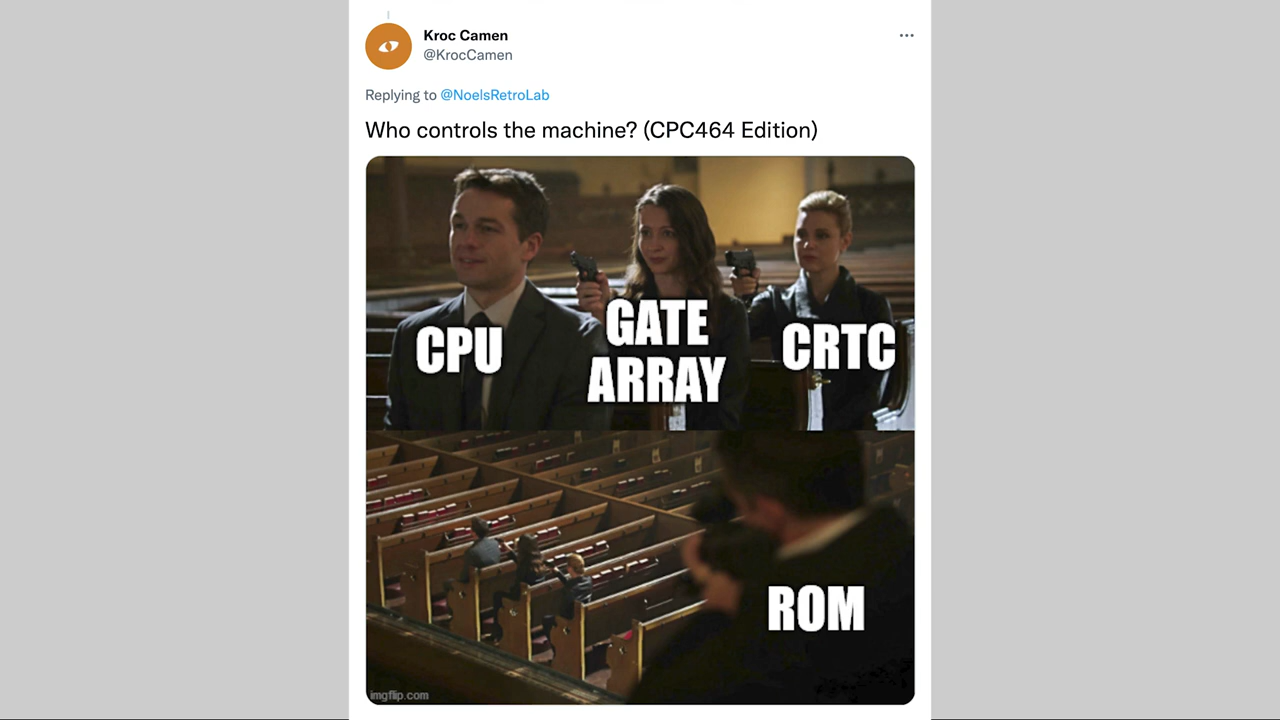 Kroc Camen
@KrocCamen
Replying to @NoelsRetroLab
Who controls the machine? (CPC464 Edition)
CPU
GATE
ARRAY
CRTC
ROM
imgflip.com